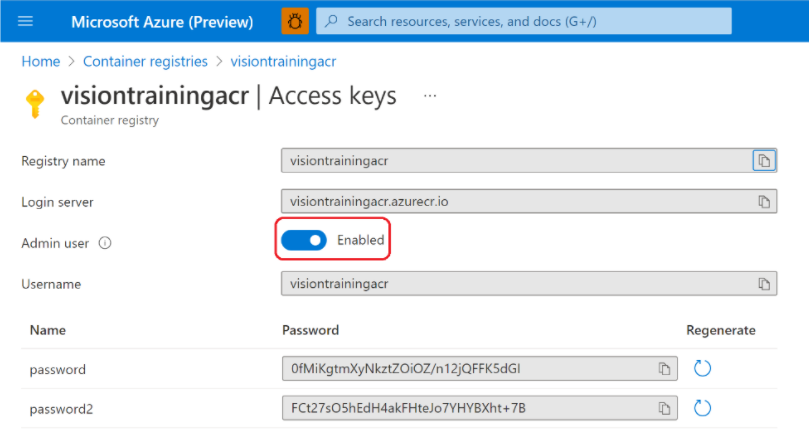 Microsoft Azure (Preview)
Search resources, services, and docs (G+/)
Home > Container registries > visiontrainingacr
visiontrainingacr | Access keys ...
Container registry
Registry name visiontrainingacr
Login server visiontrainingacr.azurecr.io
Admin user Enabled
Username visiontrainingacr
Name Password Regenerate
password 0fMiKgtmXyNkztZOiOZ/n12jQFFK5dGI
password2 FCt27sO5hEdH4akFHteJo7YHYBXht+7B